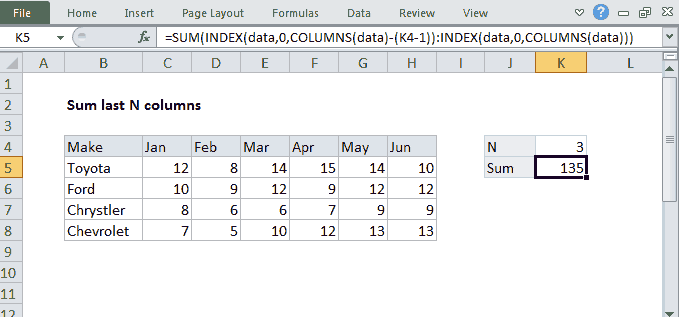 File Home Insert Page Layout Formulas Data Review View
K5 fx =SUM(INDEX(data,0,COLUMNS(data)-(K4-1)):INDEX(data,0,COLUMNS(data)))
A B C D E F G H I J K L
1
2 Sum last N columns
3
4 Make Jan Feb Mar Apr May Jun N 3
5 Toyota 12 8 14 15 14 10 Sum 135
6 Ford 10 9 12 9 12 12
7 Chrystler 8 6 6 7 9 9
8 Chevrolet 7 5 10 12 13 13
9
10
11
12